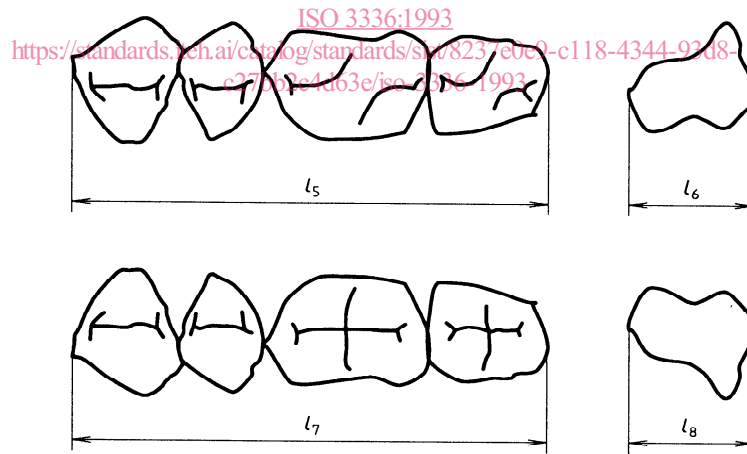 ISO 3336:1993
https://standards.iteh.ai/catalog/standards/sist/8237e0e9-c118-4344-93d8-
c27bb2c4d63e/iso-3336-1993
l5
l6
l7
l8